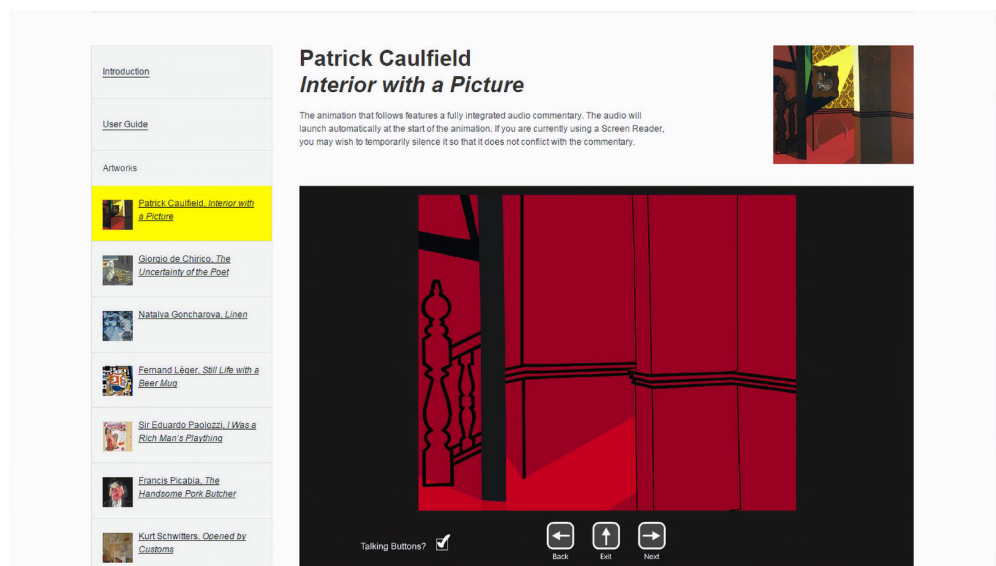 Introduction
User Guide
Artworks
Patrick Caulfield, Interior with
a Picture
Giorgio de Chirico, The
Uncertainty of the Poet
Natalya Goncharova, Linen
Fernand Lèger, Still Life with a
Beer Mug
Sir Eduardo Paolozzi, I Was a
Rich Man's Plaything
Francis Picabia, The
Handsome Pork Butcher
Kurt Schwitters, Opened by
Customs
Patrick Caulfield
Interior with a Picture
The animation that follows features a fully integrated audio commentary. The audio will
launch automatically at the start of the animation. If you are currently using a Screen Reader,
you may wish to temporarily silence it so that it does not conflict with the commentary.
Talking Buttons?
Back
Exit
Next